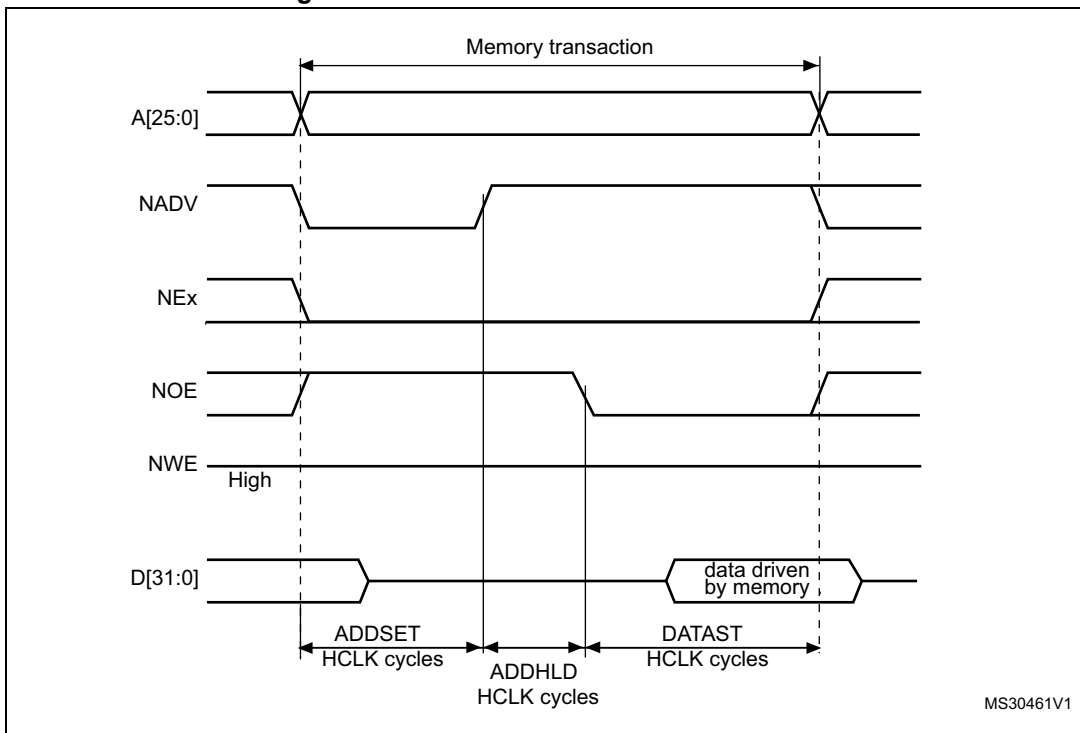 g
Memory transaction
A[25:0]
NADV
NEx
NOE
NWE
High
D[31:0]
data driven
by memory
ADDSET
HCLK cycles
DATAST
HCLK cycles
ADDHLD
HCLK cycles
MS30461V1